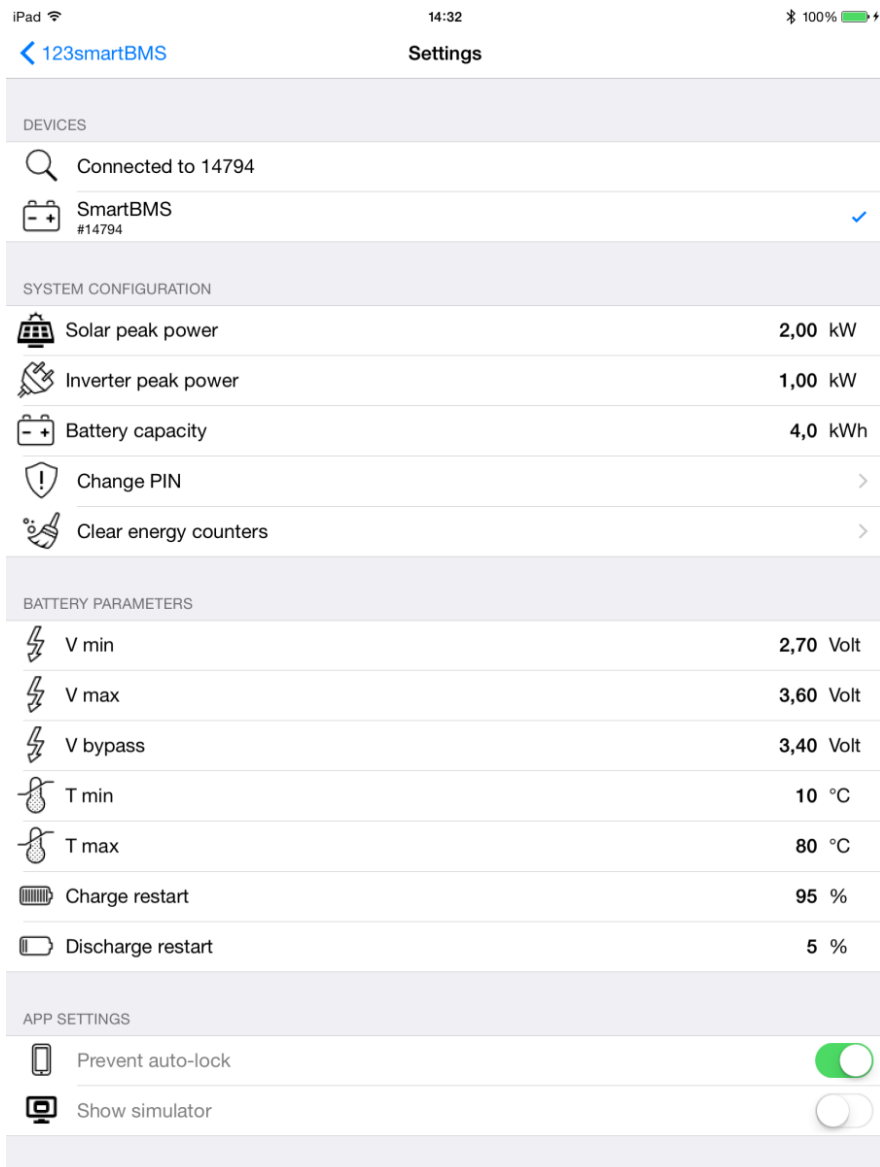 iPad 14:32 100%
123smartBMS Settings
DEVICES
Connected to 14794
SmartBMS
#14794
SYSTEM CONFIGURATION
Solar peak power 2,00 kW
Inverter peak power 1,00 kW
Battery capacity 4,0 kWh
Change PIN
Clear energy counters
BATTERY PARAMETERS
V min 2,70 Volt
V max 3,60 Volt
V bypass 3,40 Volt
T min 10 °C
T max 80 °C
Charge restart 95 %
Discharge restart 5 %
APP SETTINGS
Prevent auto-lock
Show simulator